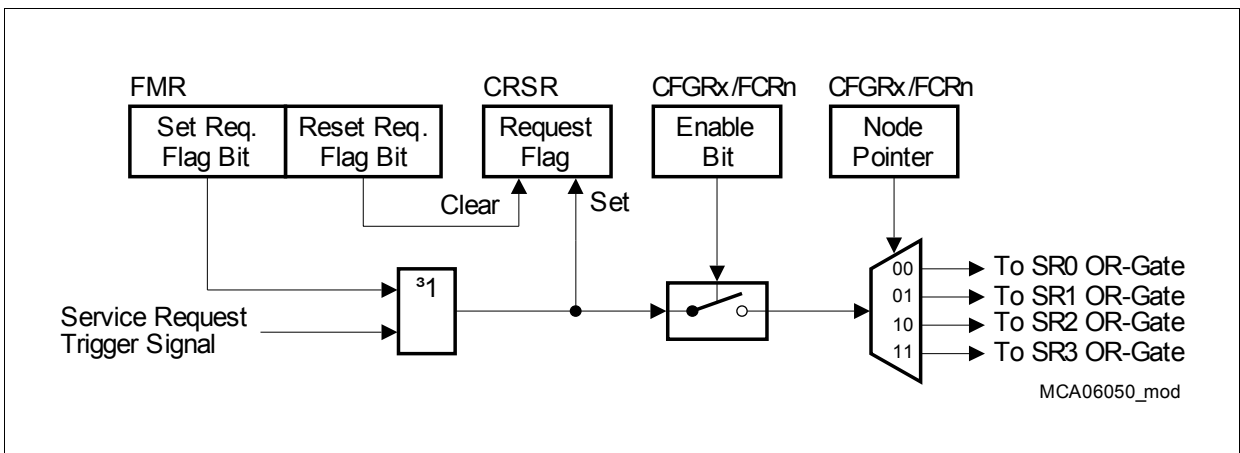 FMR
CRSR
CFGRx/FCRn
CFGRx/FCRn
Set Req.
Flag Bit
Reset Req.
Flag Bit
Request
Flag
Enable
Bit
Node
Pointer
Clear
Set
³1
Service Request
Trigger Signal
00
To SR0 OR-Gate
01
To SR1 OR-Gate
10
To SR2 OR-Gate
11
To SR3 OR-Gate
MCA06050_mod